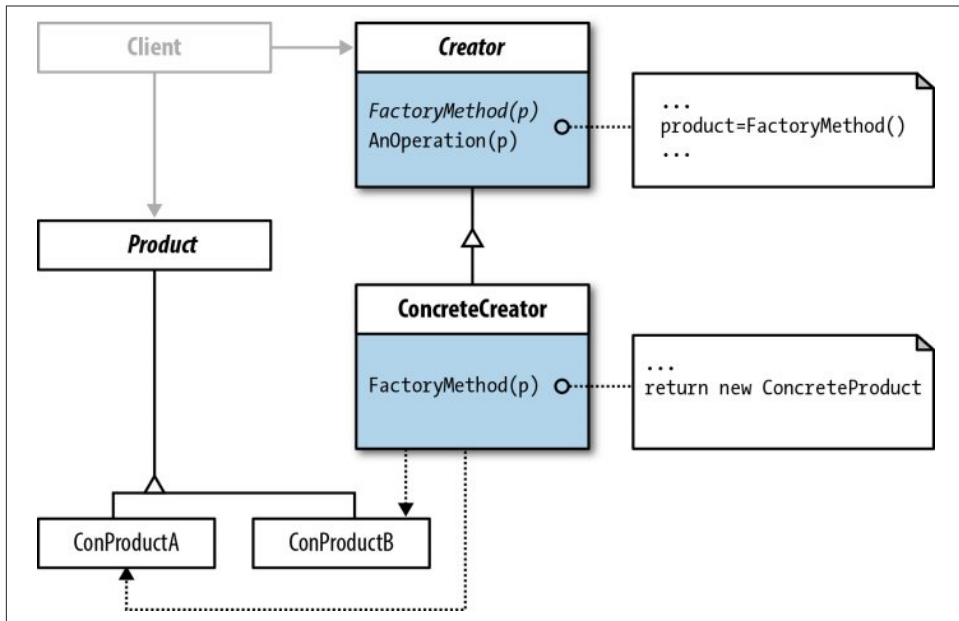 Client
Creator
FactoryMethod(p)
AnOperation(p)
...
product=FactoryMethod()
...
Product
ConcreteCreator
FactoryMethod(p)
...
return new ConcreteProduct
ConProductA
ConProductB